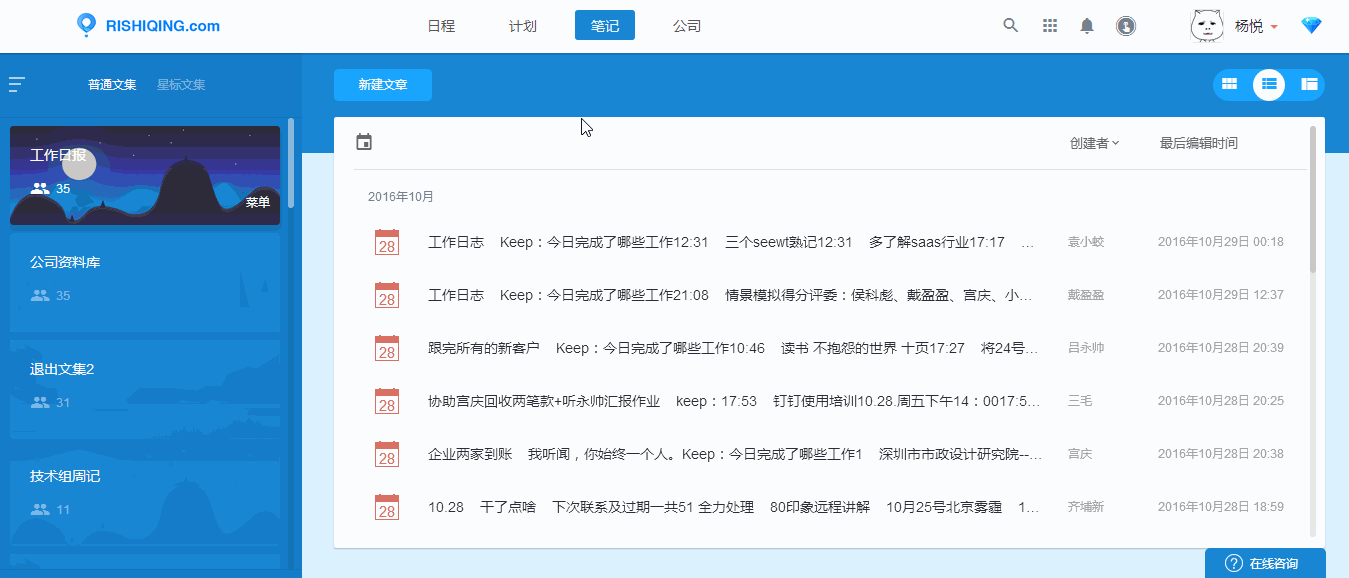 RISHIQING.com 日程 计划 笔记 公司 杨悦
普通文集 星标文集
新建文章
工作日报
35
菜单
公司资料库
35
退出文集2
31
技术组周记
11
创建者 最后编辑时间
2016年10月
28 工作日志 Keep：今日完成了哪些工作12:31 三个seewt熟记12:31 多了解saas行业17:17 … 袁小蛟 2016年10月29日 00:18
28 工作日志 Keep：今日完成了哪些工作21:08 情景模拟得分评委：侯科彪、戴盈盈、宫庆、小… 戴盈盈 2016年10月29日 12:37
28 跟完所有的新客户 Keep：今日完成了哪些工作10:46 读书 不抱怨的世界 十页17:27 将24号… 吕永帅 2016年10月28日 20:39
28 协助宫庆回收两笔款+听永帅汇报作业 keep：17:53 钉钉使用培训10.28.周五下午14：0017:5… 三毛 2016年10月28日 20:25
28 企业两家到账 我听闻，你始终一个人。Keep：今日完成了哪些工作1 深圳市市政设计研究院--… 宫庆 2016年10月28日 20:38
28 10.28 干了点啥 下次联系及过期一共51 全力处理 80印象远程讲解 10月25号北京雾霾 1… 齐埔新 2016年10月28日 18:59
在线咨询